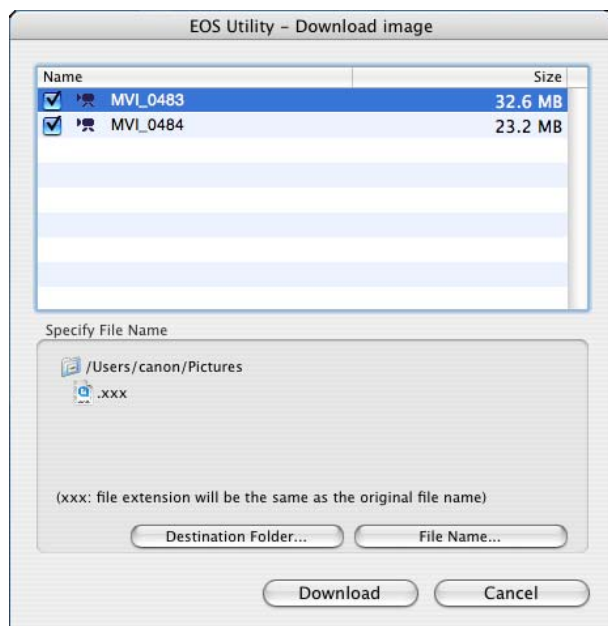 EOS Utility – Download image
Name Size
MVI_0483 32.6 MB
MVI_0484 23.2 MB
Specify File Name
/Users/canon/Pictures
.xxx
(xxx: file extension will be the same as the original file name)
Destination Folder... File Name...
Download Cancel